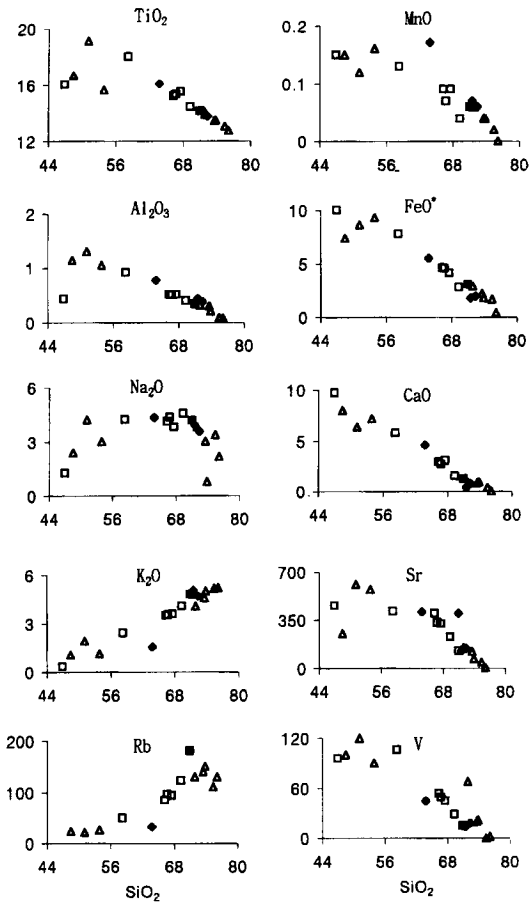 TiO₂ MnO
20 0.2
16 0.1
12 0
44 56 68 80 44 56 68 80
Al₂O₃ FeO*
2 10
1 5
0 0
44 56 68 80 44 56 68 80
Na₂O CaO
6 10
4 5
2 0.
0 44 56 68 80
44 56 68 80
K₂O Sr
6 700
3 350
0 0
44 56 68 80 44 56 68 80
Rb V
200 120
100 60
0 0
44 56 68 80 44 56 68 80
SiO₂ SiO₂